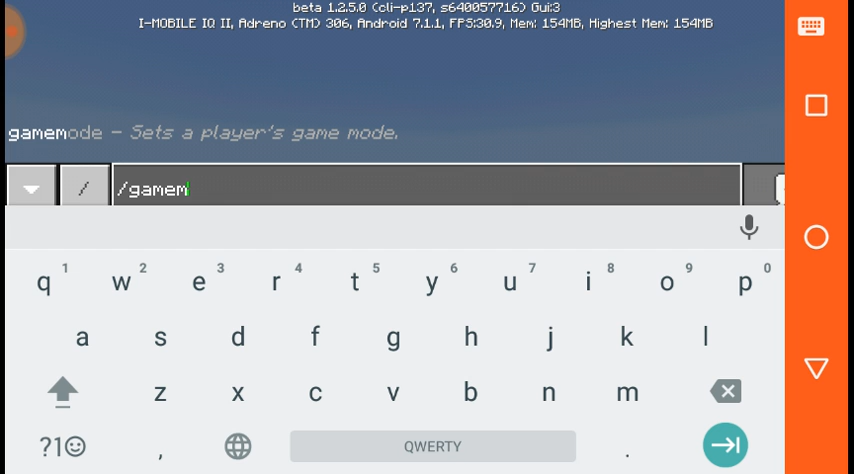 beta 1.2.5.0 (cli-p137, s640057716) Gui:3
I-MOBILE IQ II, Adreno (TM) 306, Android 7.1.1, FPS:30.9, Mem: 154MB, Highest Mem: 154MB
gamemode - Sets a player's game mode.
/ /gamem
q 1 w 2 e 3 r 4 t 5 y 6 u 7 i 8 o 9 p 0
a s d f g h j k l
z x c v b n m
?1☺ , QWERTY .